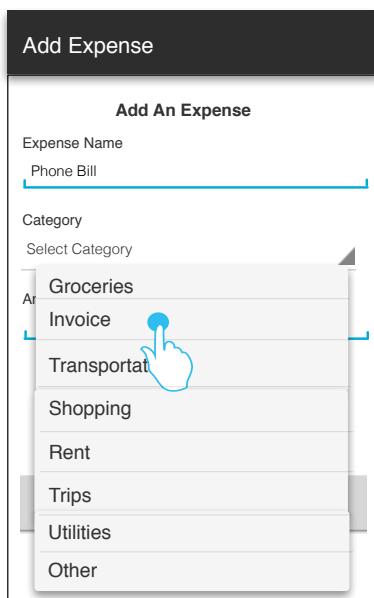 Add Expense
Add An Expense
Expense Name
Phone Bill
Category
Select Category
Groceries
Invoice
Transportat
Shopping
Rent
Trips
Utilities
Other